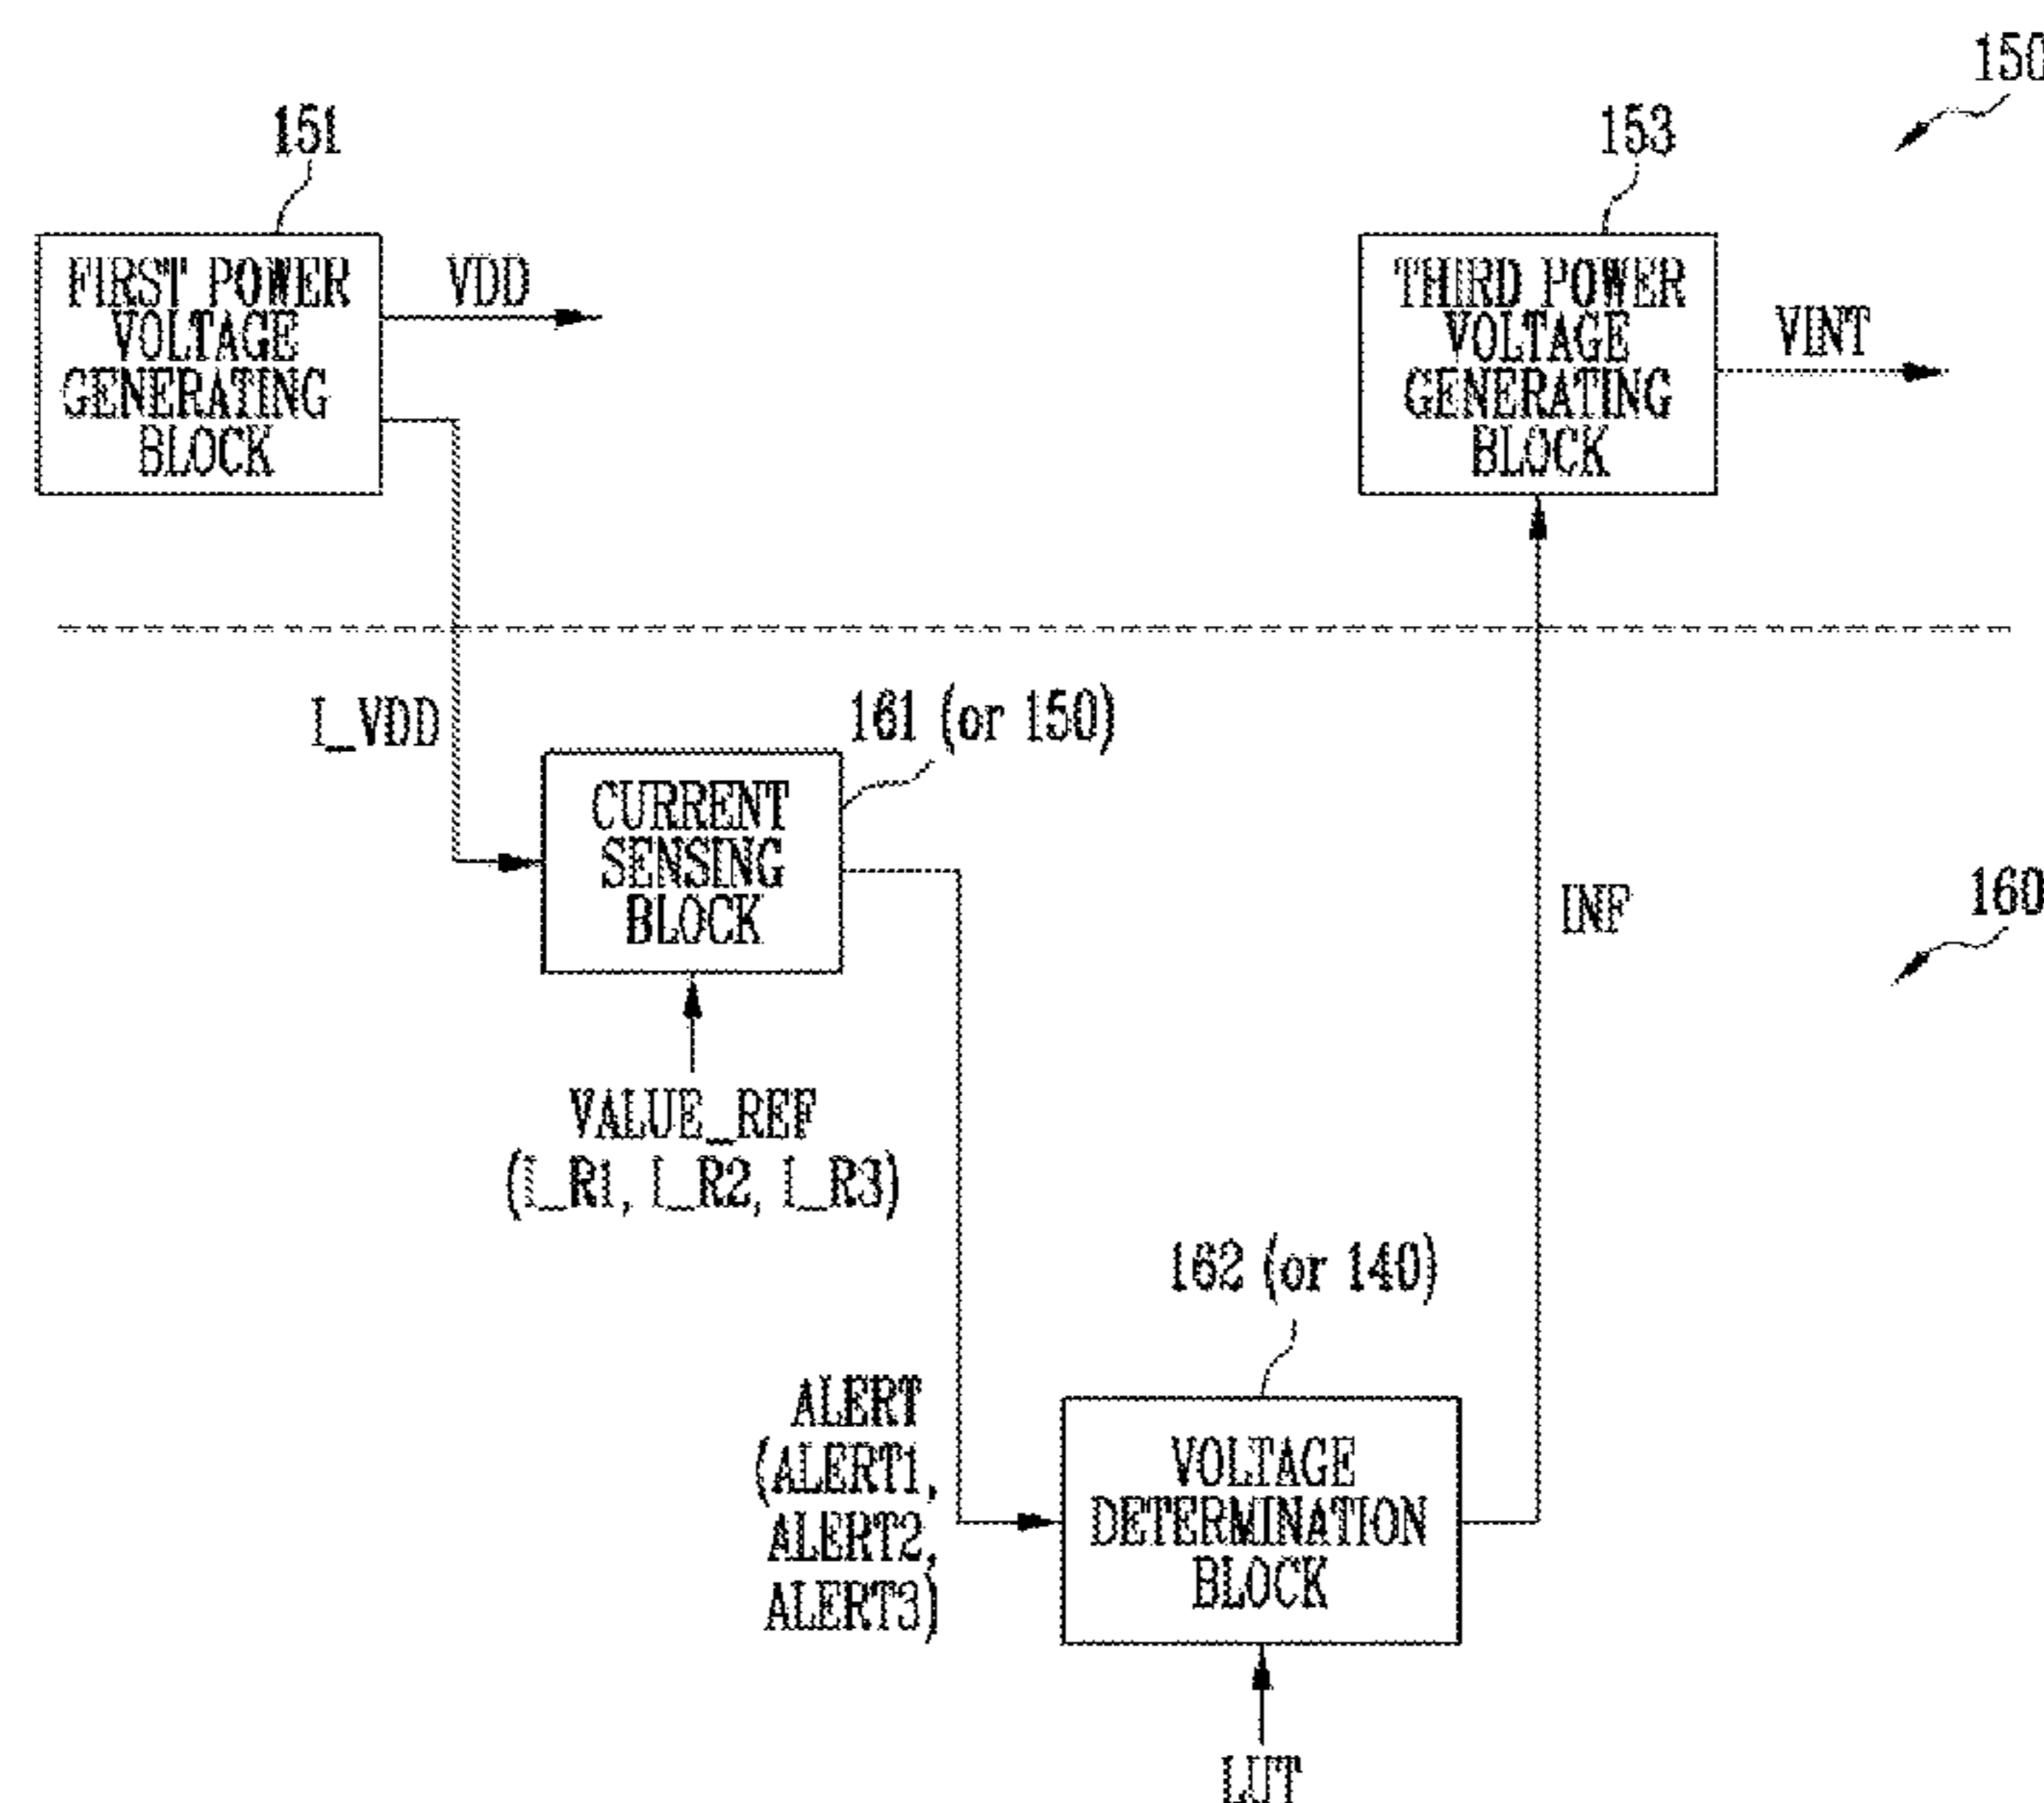 150
151
153
FIRST POWER
VOLTAGE
GENERATING
BLOCK
VDD
THIRD POWER
VOLTAGE
GENERATING
BLOCK
VINT
I_VDD
161 (or 150)
CURRENT
SENSING
BLOCK
INF
160
VALUE_REF
(I_R1, I_R2, I_R3)
162 (or 140)
ALERT
(ALERT1,
ALERT2,
ALERT3)
VOLTAGE
DETERMINATION
BLOCK
LUT